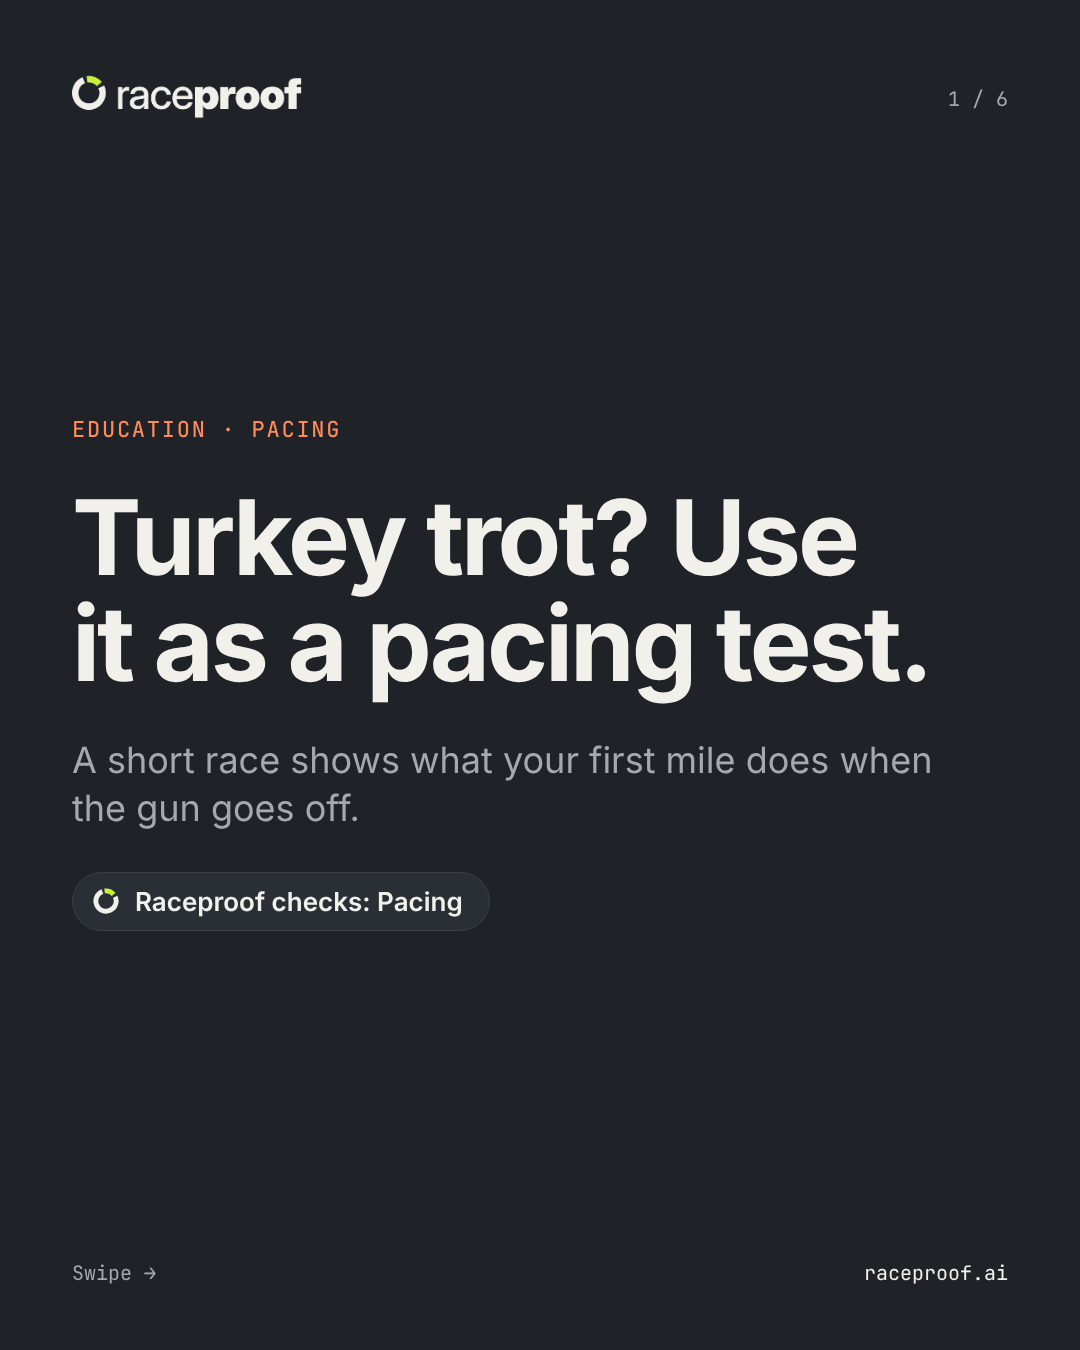 raceproof
1 / 6
EDUCATION · PACING
Turkey trot? Use
it as a pacing test.
A short race shows what your first mile does when
the gun goes off.
Raceproof checks: Pacing
Swipe →
raceproof.ai